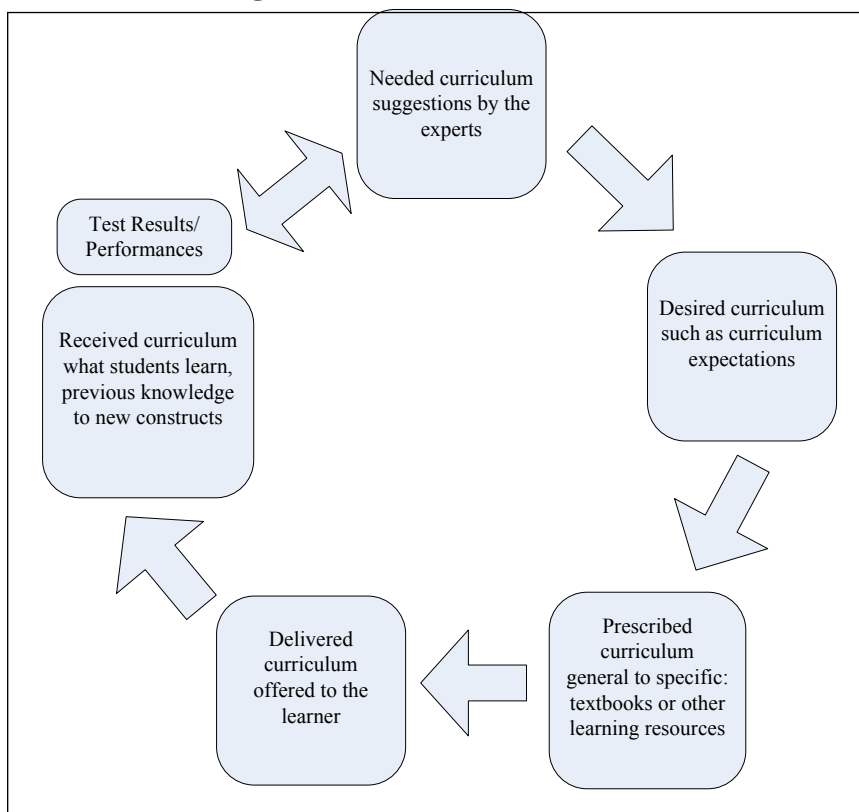 Needed curriculum
suggestions by the
experts
Desired curriculum
such as curriculum
expectations
Prescribed
curriculum
general to specific:
textbooks or other
learning resources
Delivered
curriculum
offered to the
learner
Received curriculum
what students learn,
previous knowledge
to new constructs
Test Results/
Performances